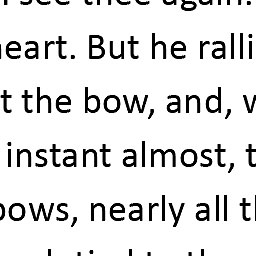 see thee again.
heart. But he ralli
t the bow, and, w
instant almost, t
bows, nearly all th